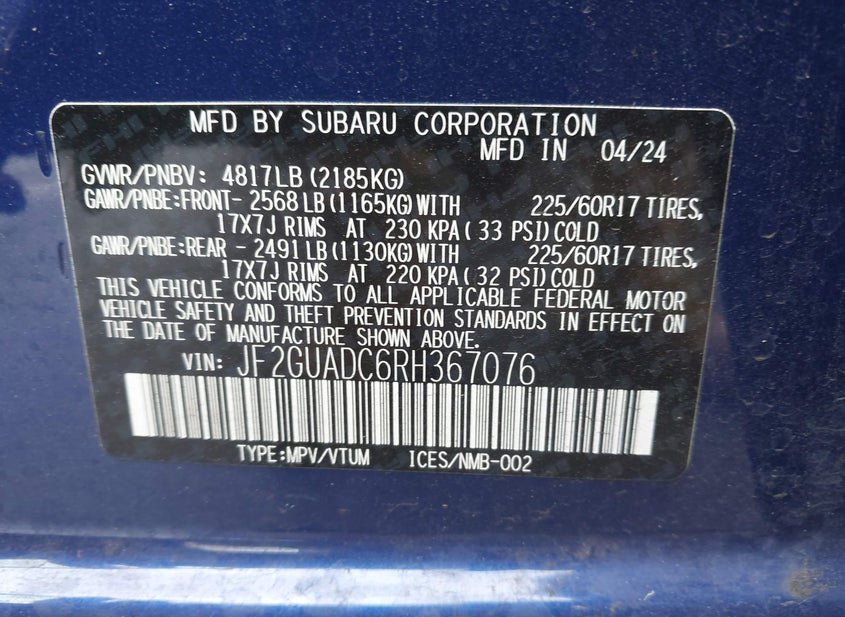 MFD BY SUBARU CORPORATION
MFD IN 04/24
GVWR/PNBV: 4817LB (2185KG)
GAWR/PNBE:FRONT- 2568 LB (1165KG) WITH 225/60R17 TIRES,
17X7J RIMS AT 230 KPA ( 33 PSI) COLD
GAWR/PNBE:REAR - 2491 LB (1130KG) WITH 225/60R17 TIRES,
17X7J RIMS AT 220 KPA ( 32 PSI) COLD
THIS VEHICLE CONFORMS TO ALL APPLICABLE FEDERAL MOTOR
VEHICLE SAFETY AND THEFT PREVENTION STANDARDS IN EFFECT ON
THE DATE OF MANUFACTURE SHOWN ABOVE.
VIN: JF2GUADC6RH367076
TYPE:MPV/VTUM ICES/NMB-002